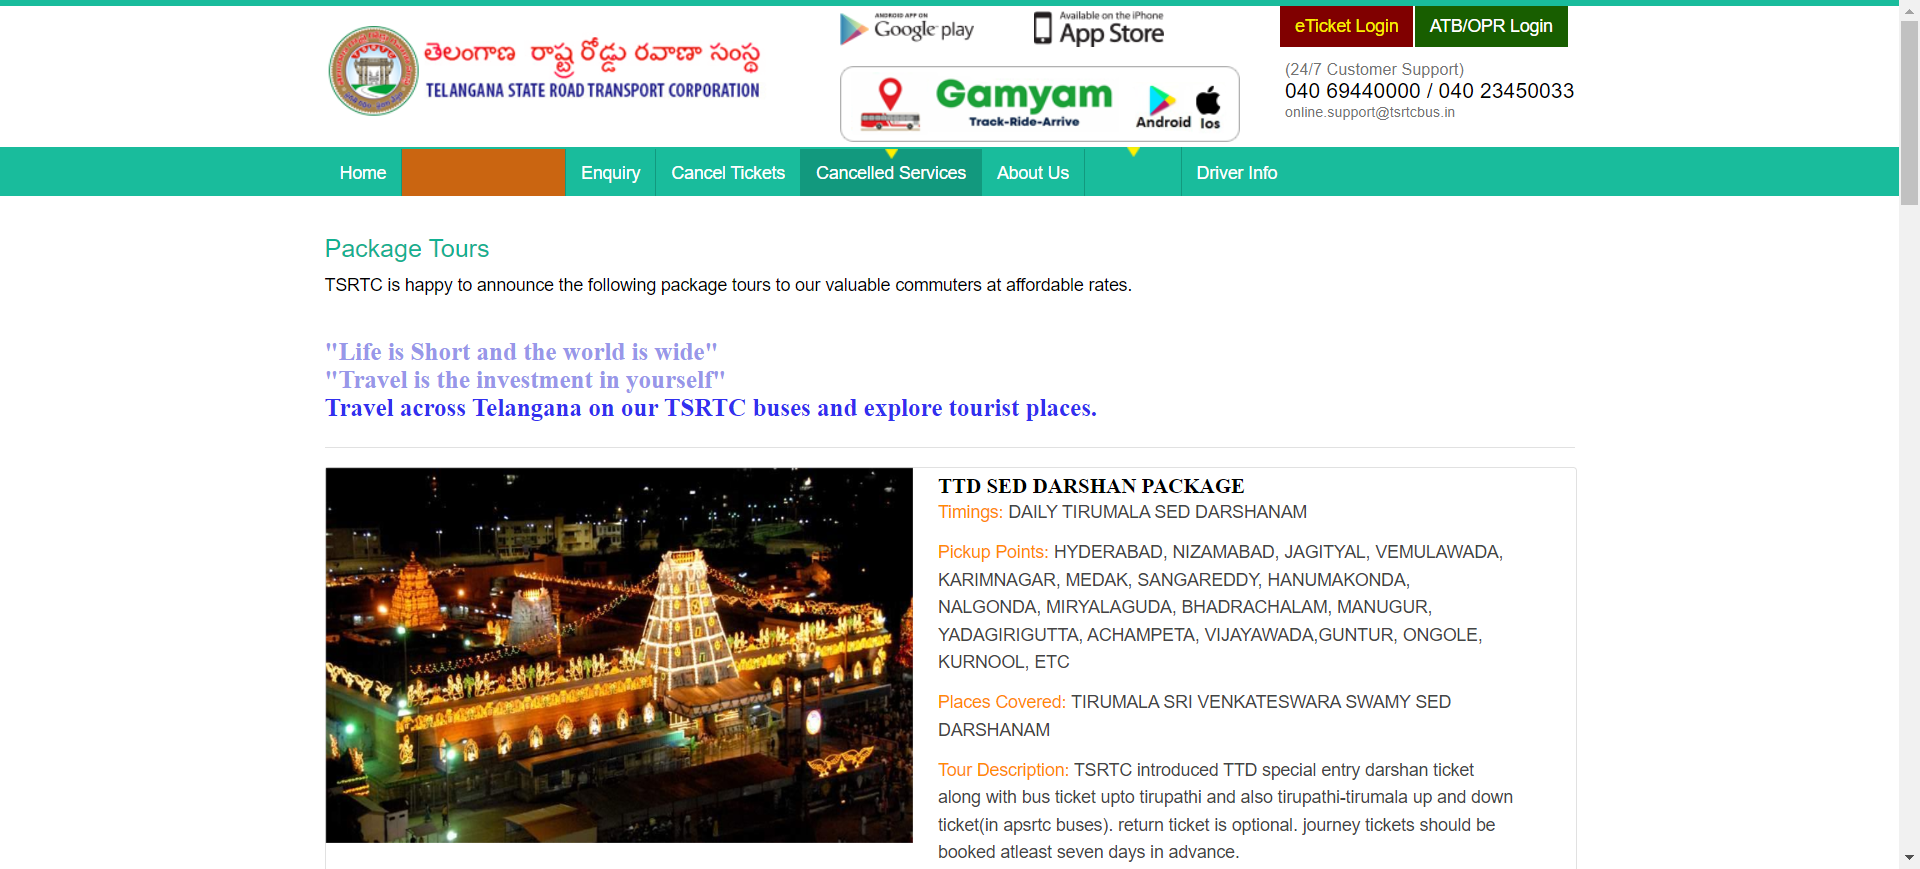 తెలంగాణ రాష్ట్ర రోడ్డు రవాణా సంస్థ
TELANGANA STATE ROAD TRANSPORT CORPORATION
ANDROID APP ON
Google play
Available on the iPhone
App Store
eTicket Login
ATB/OPR Login
Gamyam
Track-Ride-Arrive
Android
Ios
(24/7 Customer Support)
040 69440000 / 040 23450033
online.support@tsrtcbus.in
Home
Enquiry
Cancel Tickets
Cancelled Services
About Us
Driver Info
Package Tours
TSRTC is happy to announce the following package tours to our valuable commuters at affordable rates.
"Life is Short and the world is wide"
"Travel is the investment in yourself"
Travel across Telangana on our TSRTC buses and explore tourist places.
TTD SED DARSHAN PACKAGE
Timings: DAILY TIRUMALA SED DARSHANAM
Pickup Points: HYDERABAD, NIZAMABAD, JAGITYAL, VEMULAWADA,
KARIMNAGAR, MEDAK, SANGAREDDY, HANUMAKONDA,
NALGONDA, MIRYALAGUDA, BHADRACHALAM, MANUGUR,
YADAGIRIGUTTA, ACHAMPETA, VIJAYAWADA,GUNTUR, ONGOLE,
KURNOOL, ETC
Places Covered: TIRUMALA SRI VENKATESWARA SWAMY SED
DARSHANAM
Tour Description: TSRTC introduced TTD special entry darshan ticket
along with bus ticket upto tirupathi and also tirupathi-tirumala up and down
ticket(in apsrtc buses). return ticket is optional. journey tickets should be
booked atleast seven days in advance.